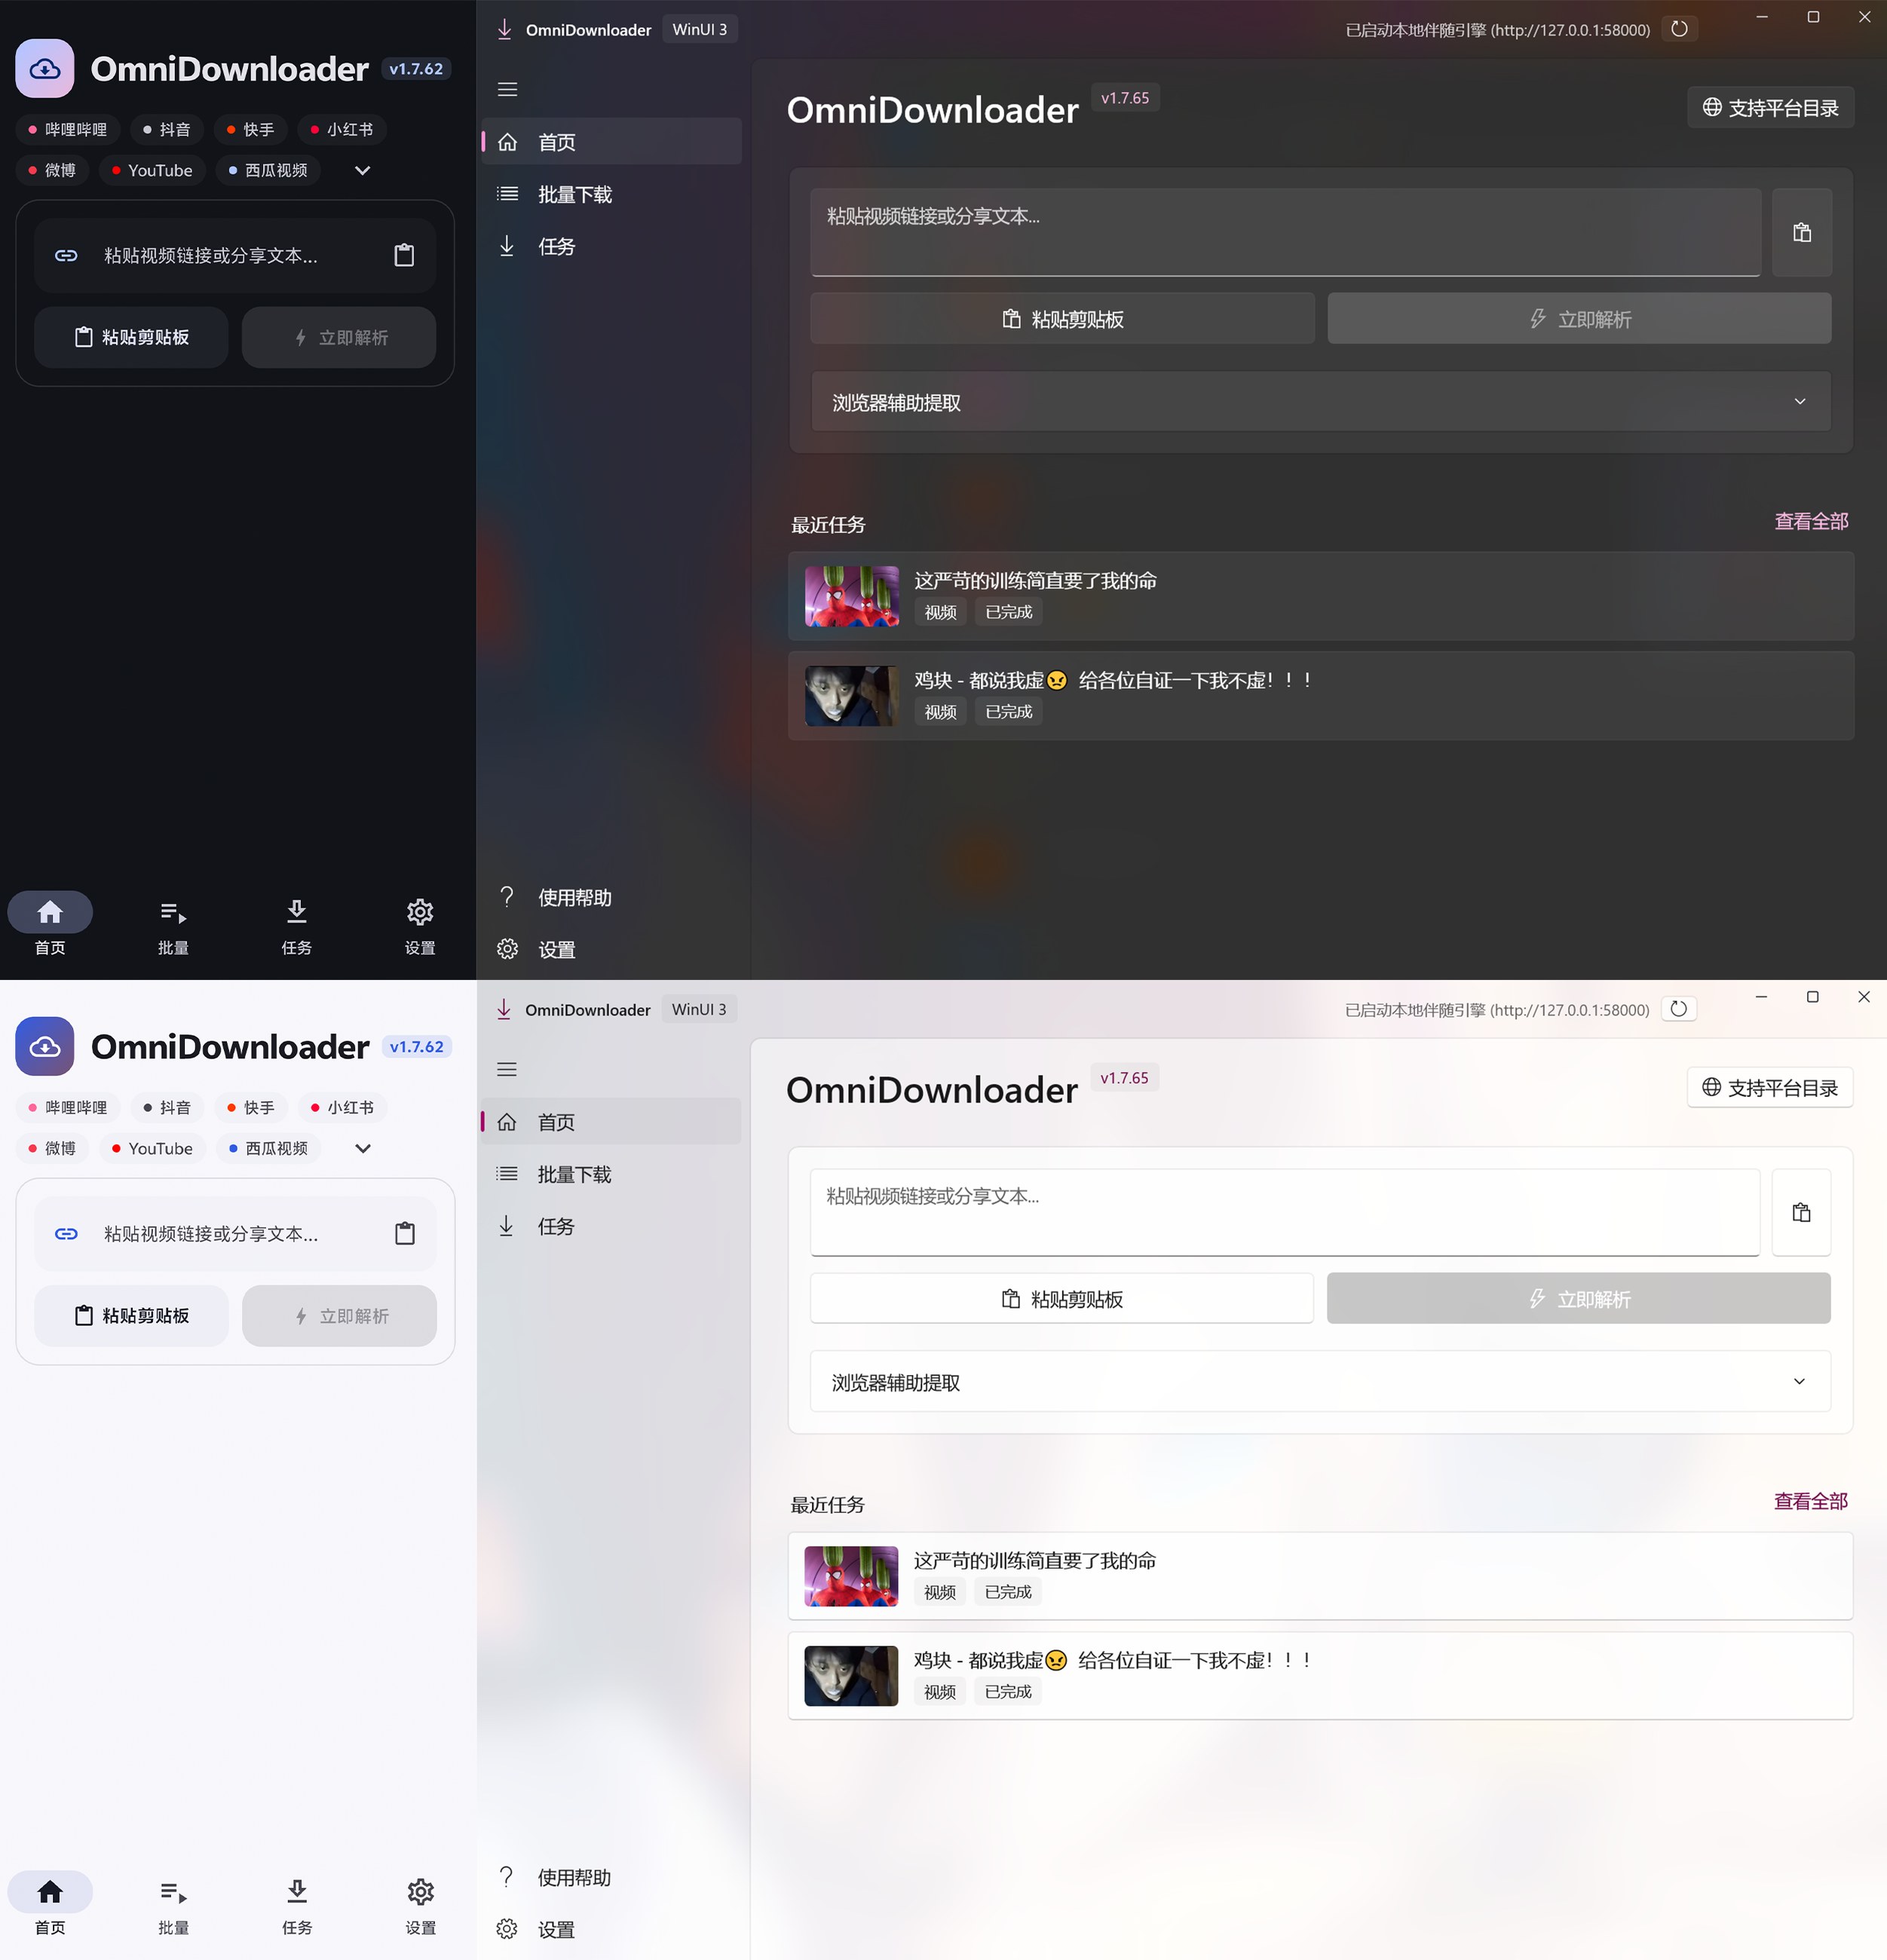 OmniDownloader v1.7.62
哔哩哔哩 抖音 快手 小红书
微博 YouTube 西瓜视频
粘贴视频链接或分享文本...
粘贴剪贴板 立即解析
首页 批量 任务 设置
OmniDownloader WinUI 3 已启动本地伴随引擎 (http://127.0.0.1:58000)
首页
批量下载
任务
使用帮助
设置
OmniDownloader v1.7.65 支持平台目录
粘贴视频链接或分享文本...
粘贴剪贴板 立即解析
浏览器辅助提取
最近任务 查看全部
这严苛的训练简直要了我的命
视频 已完成
鸡块 - 都说我虚😠 给各位自证一下我不虚！！！
视频 已完成
OmniDownloader v1.7.62
哔哩哔哩 抖音 快手 小红书
微博 YouTube 西瓜视频
粘贴视频链接或分享文本...
粘贴剪贴板 立即解析
首页 批量 任务 设置
OmniDownloader WinUI 3 已启动本地伴随引擎 (http://127.0.0.1:58000)
首页
批量下载
任务
使用帮助
设置
OmniDownloader v1.7.65 支持平台目录
粘贴视频链接或分享文本...
粘贴剪贴板 立即解析
浏览器辅助提取
最近任务 查看全部
这严苛的训练简直要了我的命
视频 已完成
鸡块 - 都说我虚😠 给各位自证一下我不虚！！！
视频 已完成